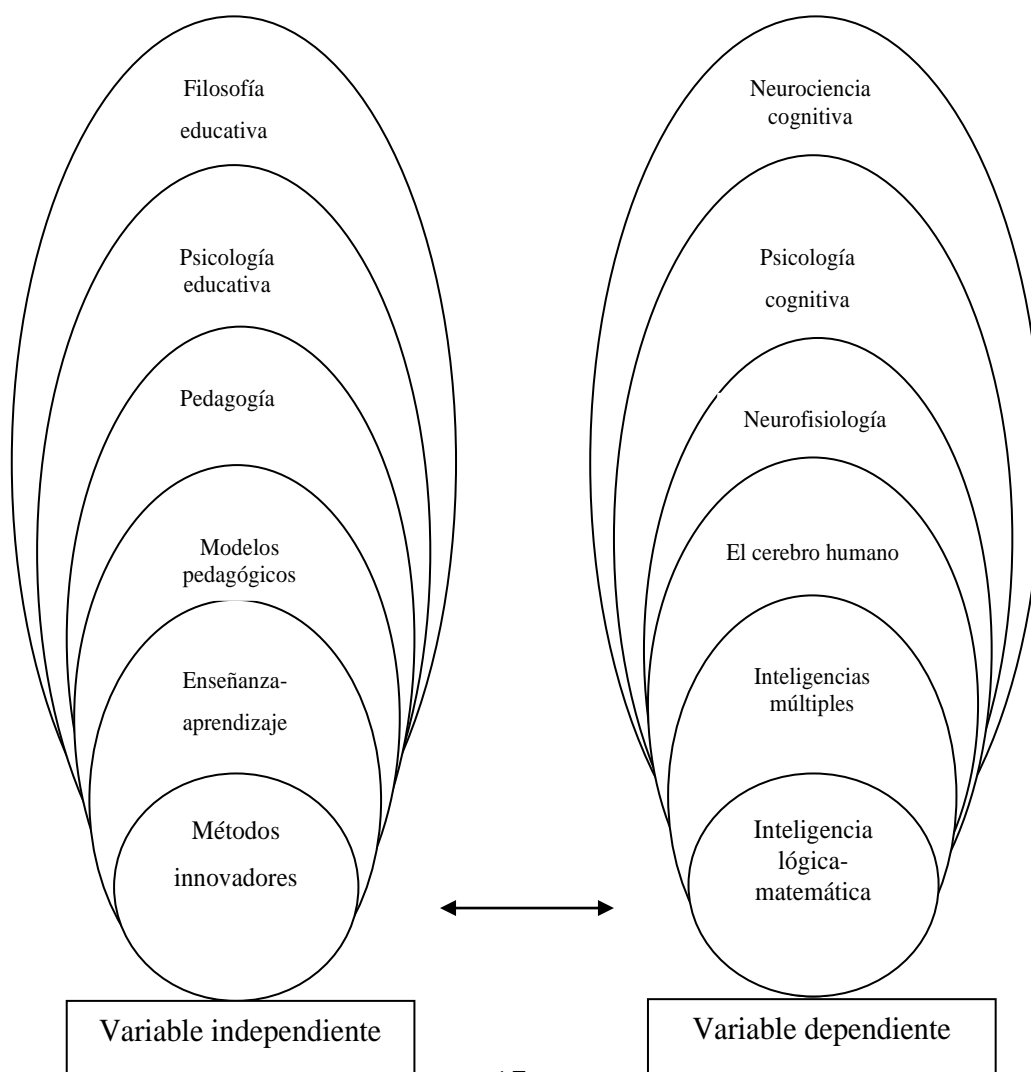 Filosofía
educativa
Psicología
educativa
Pedagogía
Modelos
pedagógicos
Enseñanza-
aprendizaje
Métodos
innovadores
Variable independiente
Neurociencia
cognitiva
Psicología
cognitiva
Neurofisiología
El cerebro humano
Inteligencias
múltiples
Inteligencia
lógica-
matemática
Variable dependiente